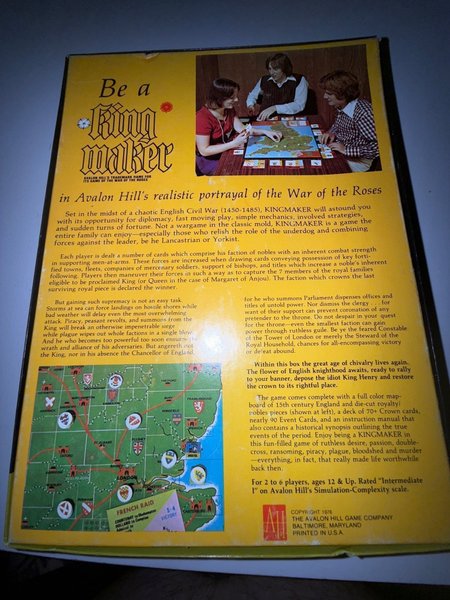 Be a
King
maker
AVALON HILL'S TRADEMARK NAME FOR
ITS GAME OF THE WAR OF THE ROSES
in Avalon Hill's realistic portrayal of the War of the Roses
Set in the midst of a chaotic English Civil War (1450-1485), KINGMAKER will astound you
with its opportunity for diplomacy, fast moving play, simple mechanics, involved strategies,
and sudden turns of fortune. Not a wargame in the classic mold, KINGMAKER is a game the
entire family can enjoy—especially those who relish the role of the underdog and combining
forces against the leader, be he Lancastrian or Yorkist.
Each player is dealt a number of cards which comprise his faction of nobles with an inherent combat strength
in supporting men-at-arms. These forces are increased when drawing cards conveying possession of key forti-
fied towns, fleets, companies of mercenary soldiers, support of bishops, and titles which increase a noble's inherent
following. Players then maneuver their forces in such a way as to capture the 7 members of the royal families
eligible to be proclaimed King (or Queen in the case of Margaret of Anjou). The faction which crowns the last
surviving royal piece is declared the winner.
But gaining such supremacy is not an easy task.
Storms at sea can force landings on hostile shores while
bad weather will delay even the most overwhelming
attack. Piracy, peasant revolts, and summons from the
King will break an otherwise impenetrable siege
while plague wipes out whole factions in a single blow.
And he who becomes too powerful too soon ensures the
wrath and alliance of his adversaries. But angereth not
the King, nor in his absence the Chancellor of England,
for he who summons Parliament dispenses offices and
titles of untold power. Nor dismiss the clergy . . . for
want of their support can prevent coronation of any
pretender to the throne. Do not despair in your quest
for the throne—even the smallest faction can gain
power through ruthless guile. Be ye the feared Constable
of the Tower of London or merely the Steward of the
Royal Household, chances for all-encompassing victory
or defeat abound.
Within this box the great age of chivalry lives again.
The flower of English knighthood awaits, ready to rally
to your banner, depose the idiot King Henry and restore
the crown to its rightful place.
The game comes complete with a full color map-
board of 15th century England and die-cut royalty/
nobles pieces (shown at left), a deck of 70+ Crown cards,
nearly 90 Event Cards, and an instruction manual that
also contains a historical synopsis outlining the true
events of the period. Enjoy being a KINGMAKER in
this fun-filled game of ruthless desire, passion, double-
cross, ransoming, piracy, plague, bloodshed and murder
—everything, in fact, that really made life worthwhile
back then.
For 2 to 6 players, ages 12 & Up. Rated "Intermediate
I" on Avalon Hill's Simulation-Complexity scale.
LONDON
FRENCH RAID
AH
COPYRIGHT 1976
THE AVALON HILL GAME COMPANY
BALTIMORE, MARYLAND
PRINTED IN U.S.A.